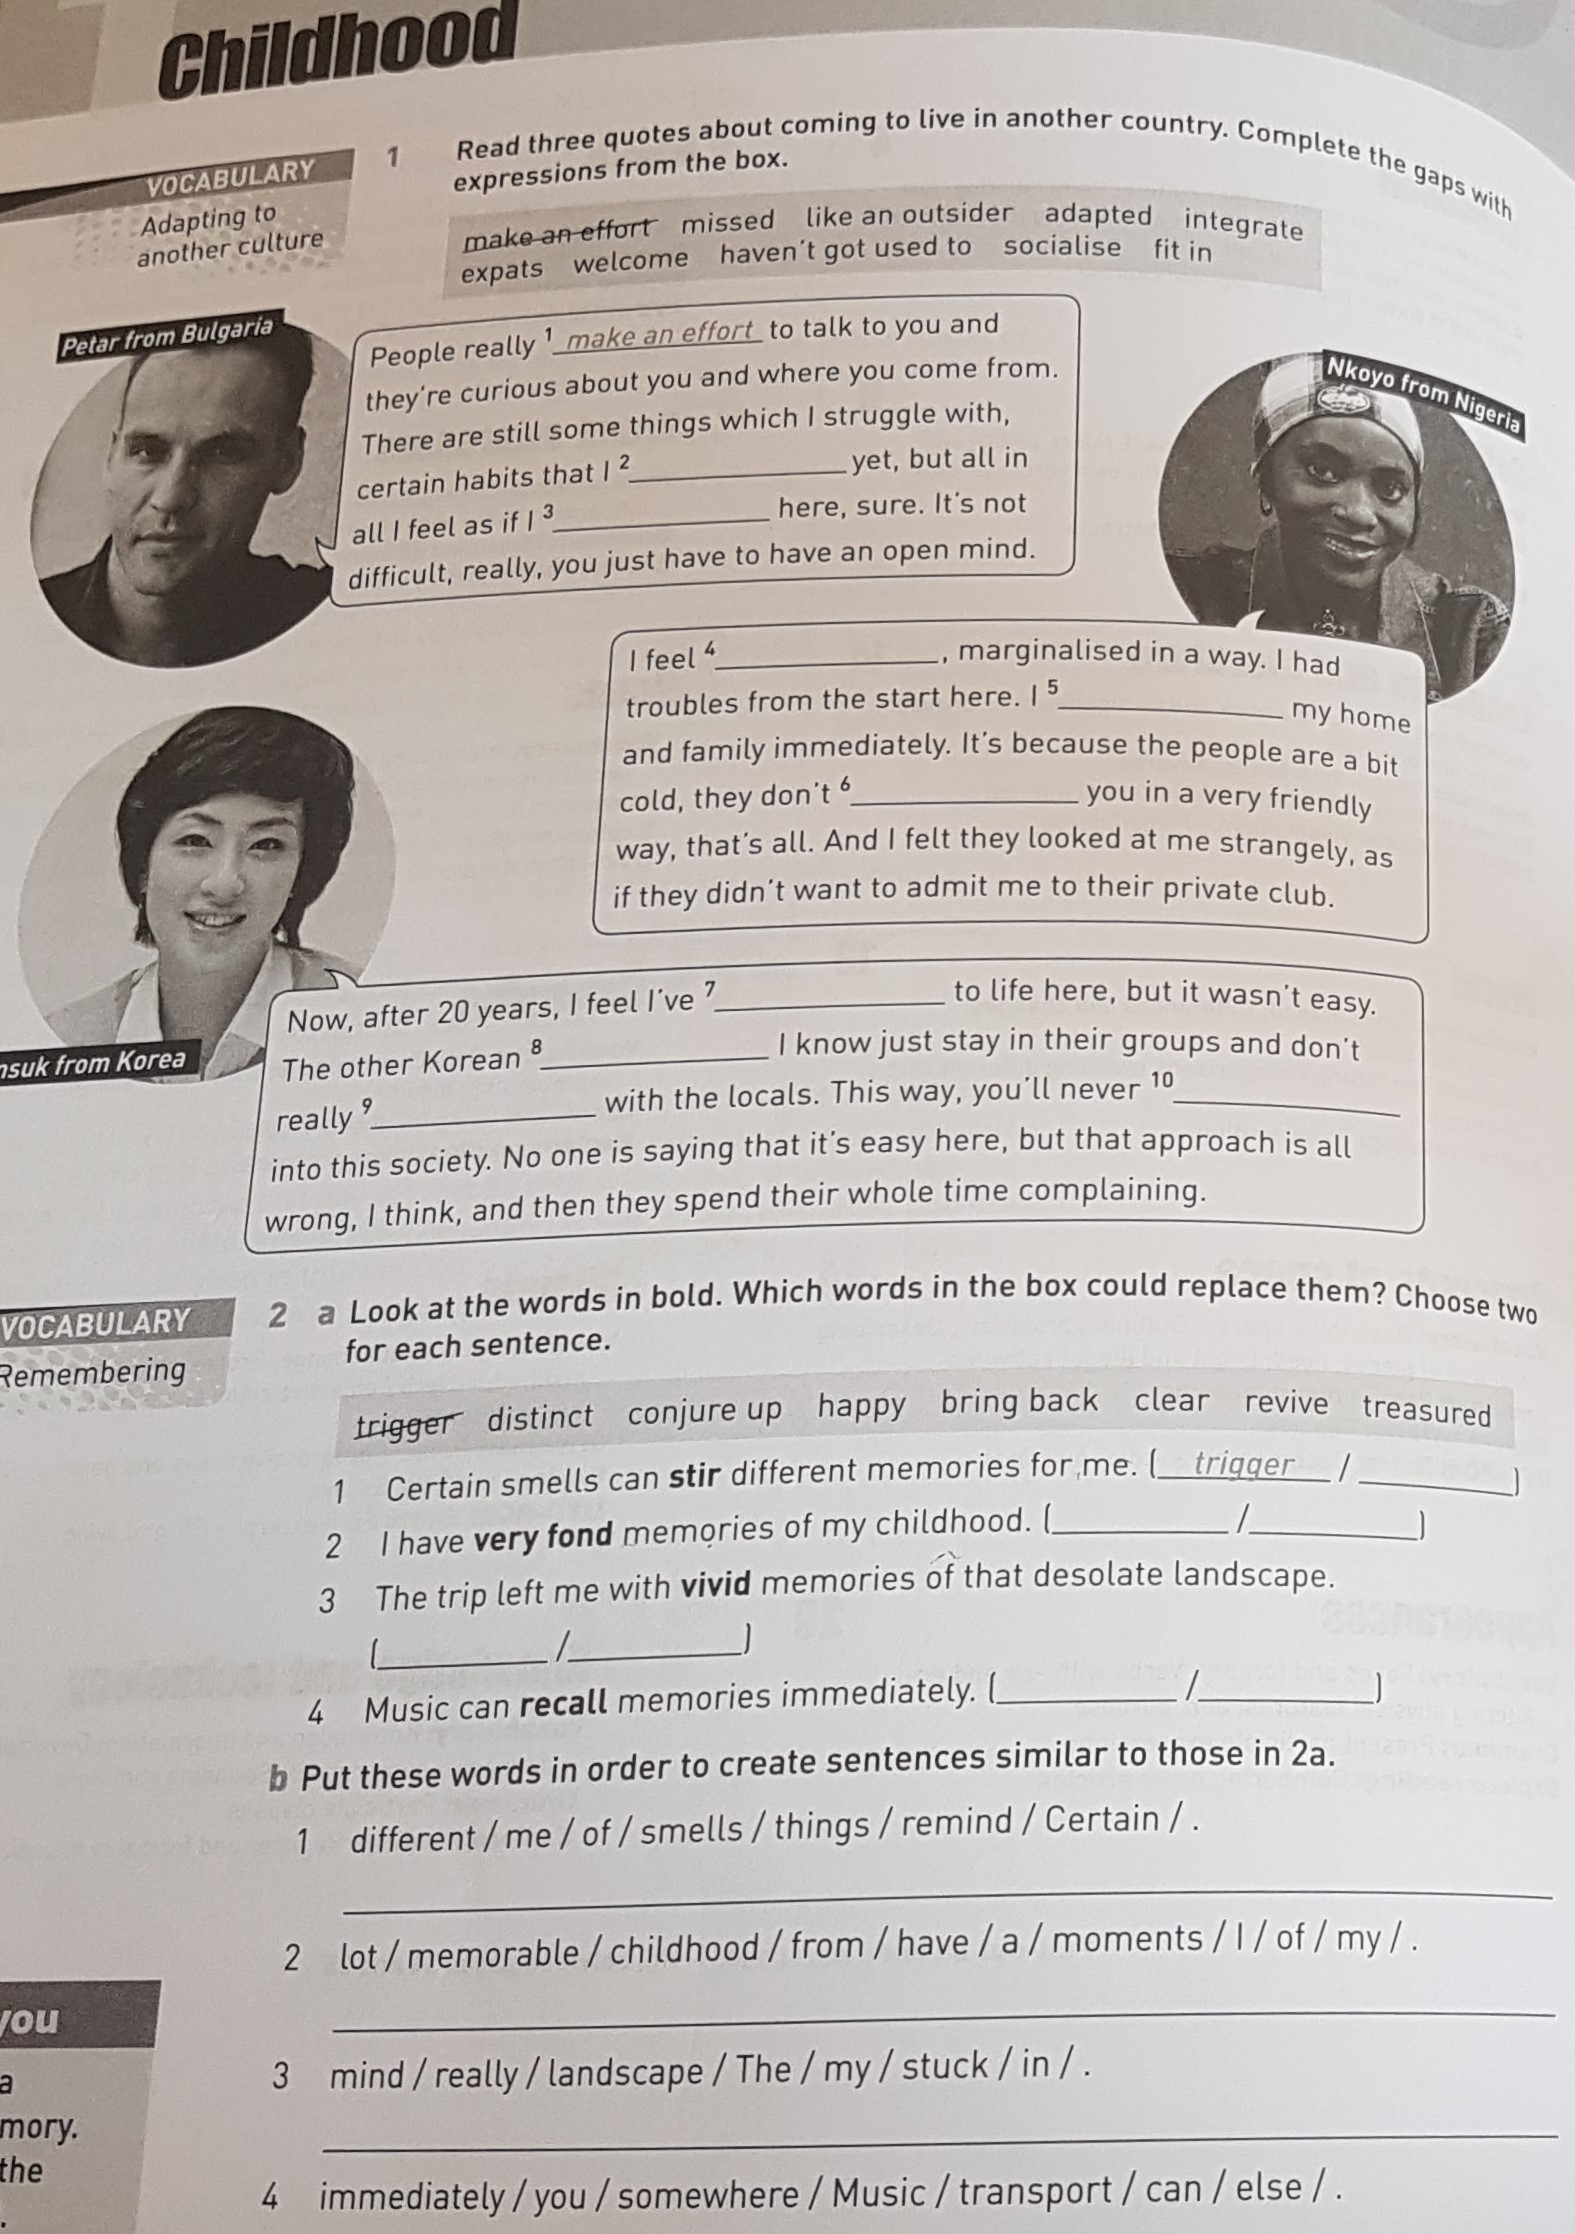 Childhood
VOCABULARY
Adapting to
another culture
1 Read three quotes about coming to live in another country. Complete the gaps with
expressions from the box.
make an effort missed like an outsider adapted integrate
expats welcome haven't got used to socialise fit in
Petar from Bulgaria
People really 1 make an effort to talk to you and
they're curious about you and where you come from.
There are still some things which I struggle with,
certain habits that I 2 ____________ yet, but all in
all I feel as if I 3 ____________ here, sure. It's not
difficult, really, you just have to have an open mind.
Nkoyo from Nigeria
I feel 4 ____________, marginalised in a way. I had
troubles from the start here. I 5 ____________ my home
and family immediately. It's because the people are a bit
cold, they don't 6 ____________ you in a very friendly
way, that's all. And I felt they looked at me strangely, as
if they didn't want to admit me to their private club.
nsuk from Korea
Now, after 20 years, I feel I've 7 ____________ to life here, but it wasn't easy.
The other Korean 8 ____________ I know just stay in their groups and don't
really 9 ____________ with the locals. This way, you'll never 10 ____________
into this society. No one is saying that it's easy here, but that approach is all
wrong, I think, and then they spend their whole time complaining.
VOCABULARY
Remembering
2 a Look at the words in bold. Which words in the box could replace them? Choose two
for each sentence.
trigger distinct conjure up happy bring back clear revive treasured
1 Certain smells can stir different memories for me. (trigger / ________)
2 I have very fond memories of my childhood. (________ / ________)
3 The trip left me with vivid memories of that desolate landscape.
(________ / ________)
4 Music can recall memories immediately. (________ / ________)
b Put these words in order to create sentences similar to those in 2a.
1 different / me / of / smells / things / remind / Certain / .
2 lot / memorable / childhood / from / have / a / moments / I / of / my / .
3 mind / really / landscape / The / my / stuck / in / .
4 immediately / you / somewhere / Music / transport / can / else / .
you
a
mory.
the